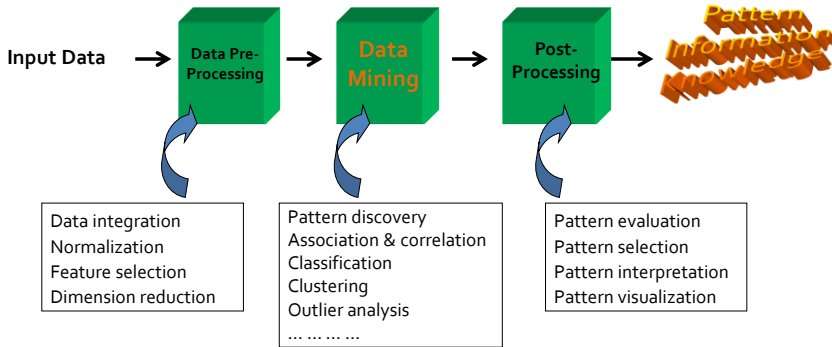 Input Data
Data Pre-
Processing
Data
Mining
Post-
Processing
Pattern
Information
Knowledge
Data integration
Normalization
Feature selection
Dimension reduction
Pattern discovery
Association & correlation
Classification
Clustering
Outlier analysis
… … … …
Pattern evaluation
Pattern selection
Pattern interpretation
Pattern visualization